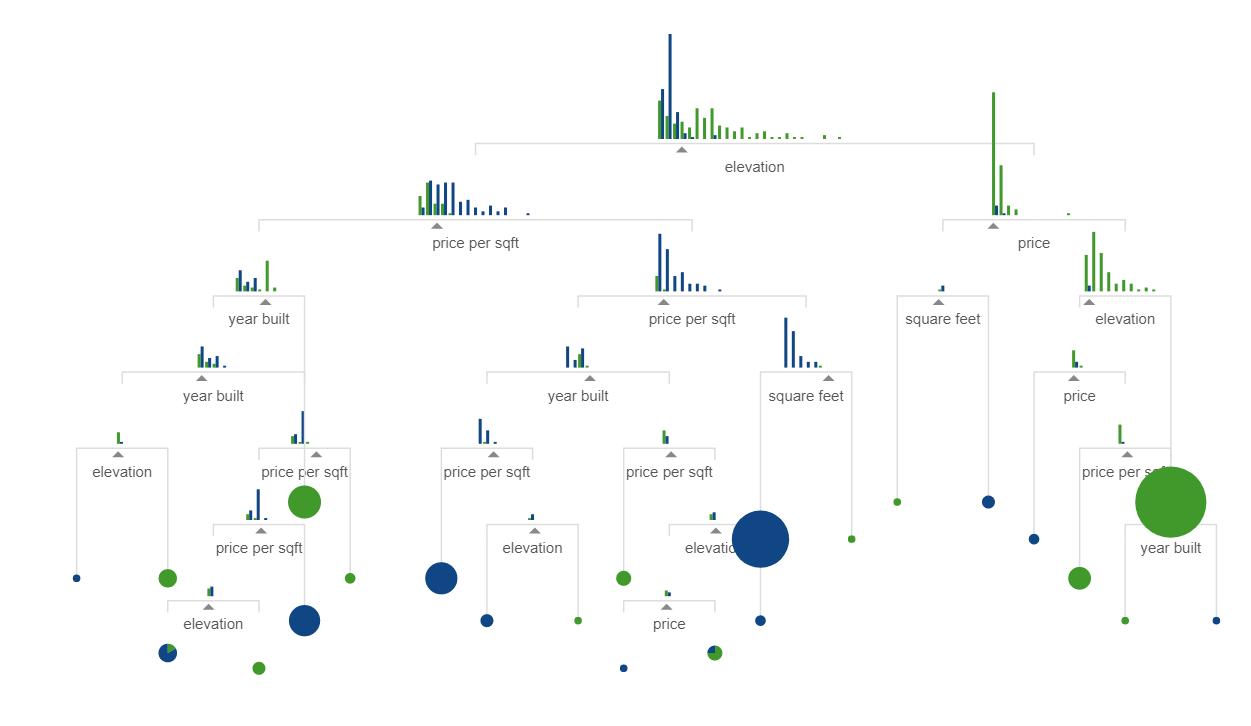 elevation
price per sqft
price
year built
price per sqft
square feet
elevation
year built
year built
square feet
price
elevation
price per sqft
price per sqft
price per sqft
price per
price per sqft
elevation
year built
elevation
price